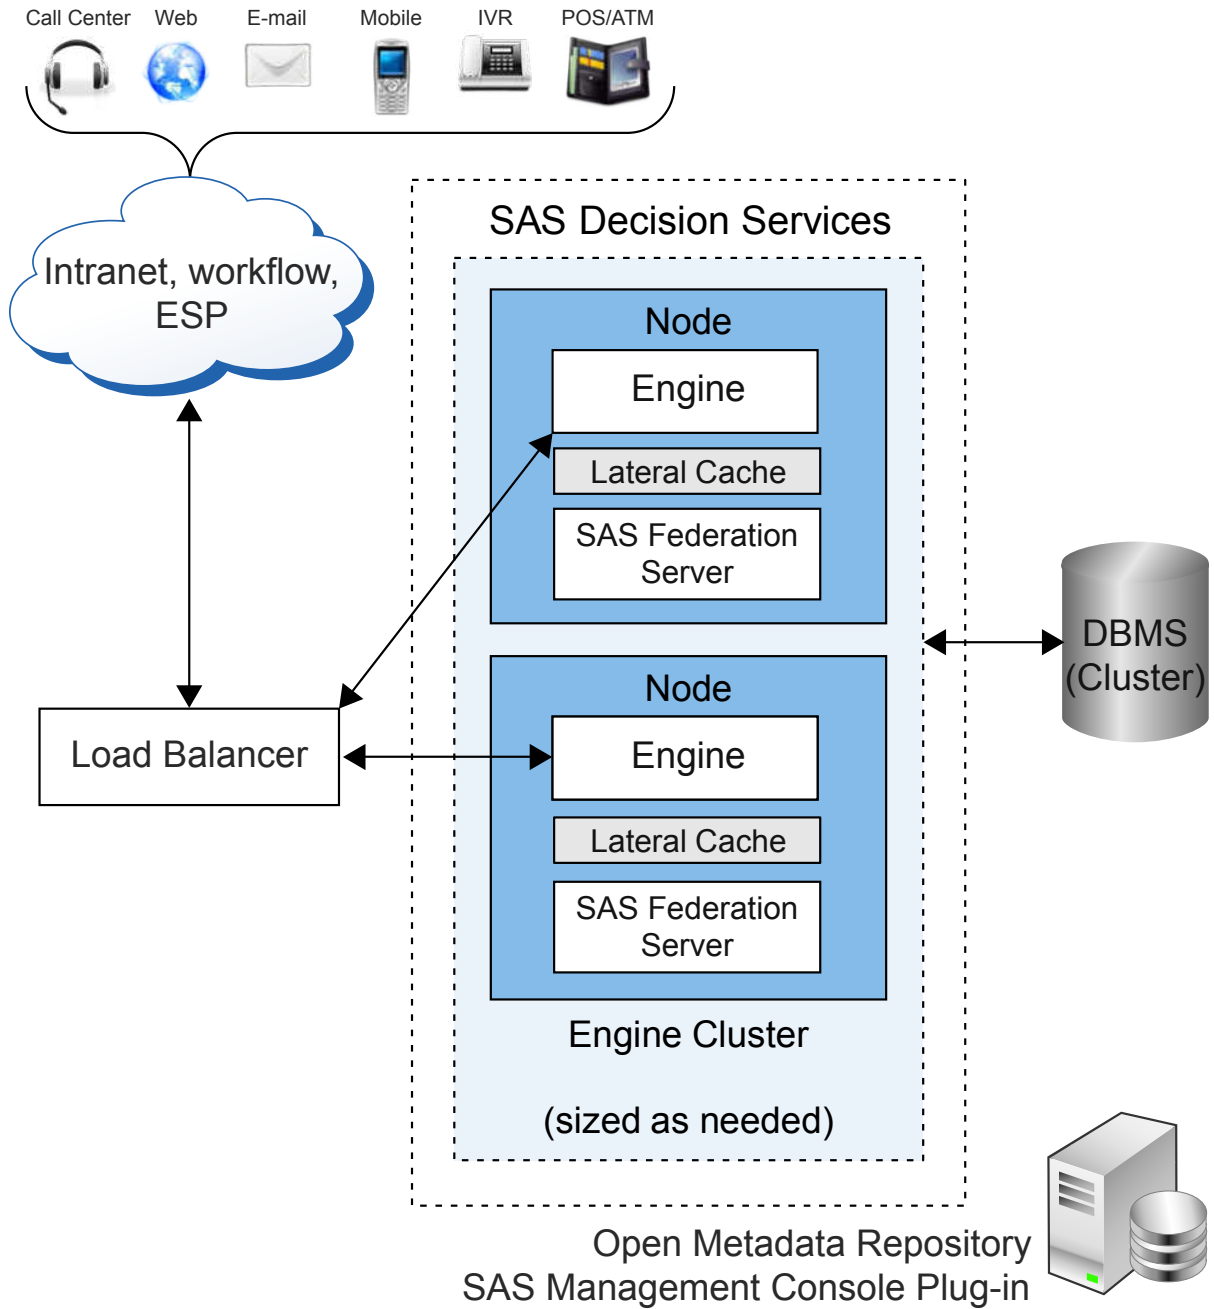 Call Center
Web
E-mail
Mobile
IVR
POS/ATM
Intranet, workflow,
ESP
SAS Decision Services
Node
Engine
Lateral Cache
SAS Federation
Server
DBMS
(Cluster)
Node
Load Balancer
Engine
Lateral Cache
SAS Federation
Server
Engine Cluster
(sized as needed)
Open Metadata Repository
SAS Management Console Plug-in